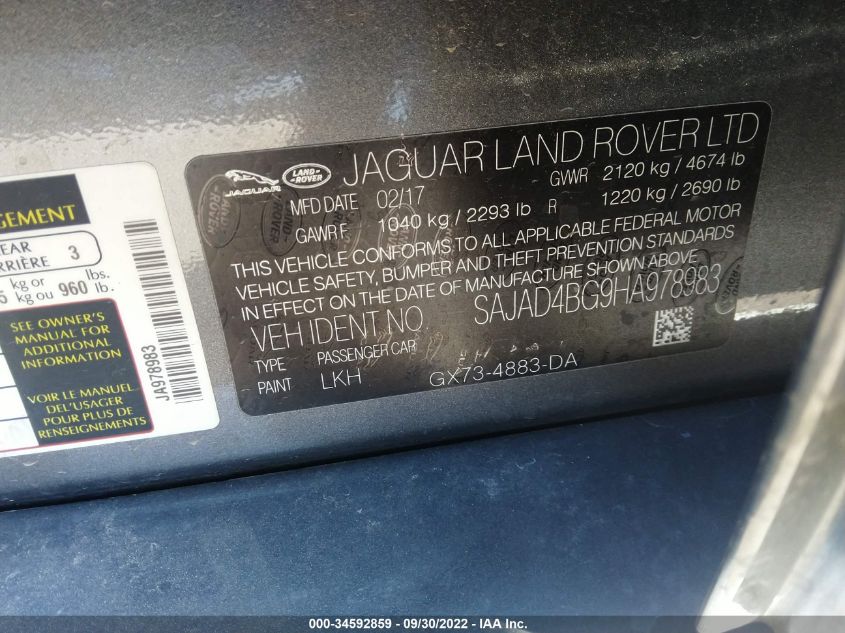 JAGUAR
LAND ROVER
JAGUAR LAND ROVER LTD
MFD DATE 02/17 GVWR 2120 kg / 4674 lb
GAWR F 1040 kg / 2293 lb R 1220 kg / 2690 lb
THIS VEHICLE CONFORMS TO ALL APPLICABLE FEDERAL MOTOR
VEHICLE SAFETY, BUMPER AND THEFT PREVENTION STANDARDS
IN EFFECT ON THE DATE OF MANUFACTURE SHOWN ABOVE
VEH IDENT NO. SAJAD4BG9HA978983
TYPE PASSENGER CAR
PAINT LKH GX73-4883-DA
GEMENT
EAR
RRIÈRE 3
kg or lbs.
5 kg ou 960 lb.
SEE OWNER'S
MANUAL FOR
ADDITIONAL
INFORMATION
VOIR LE MANUEL
DEL'USAGER
POUR PLUS DE
RENSEIGNEMENTS
JA978983
000-34592859 - 09/30/2022 - IAA Inc.